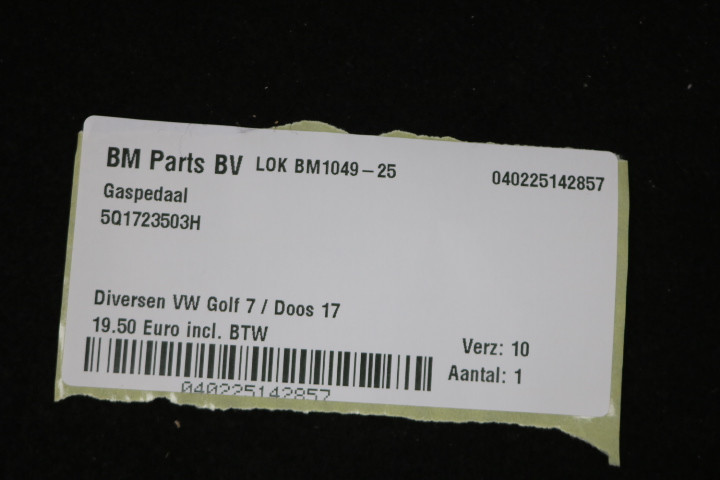 BM Parts BV LOK BM1049-25 040225142857
Gaspedaal
5Q1723503H
Diversen VW Golf 7 / Doos 17
19.50 Euro incl. BTW
Verz: 10
Aantal: 1
040225142857